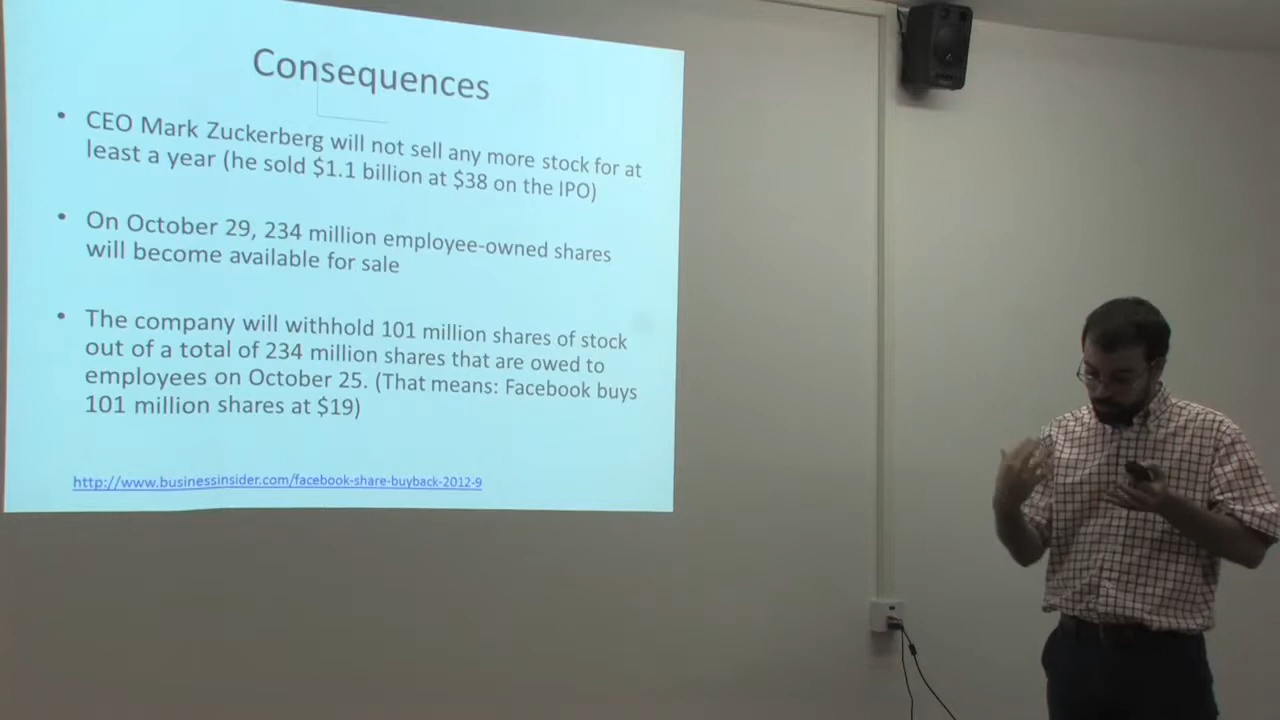 Consequences
• CEO Mark Zuckerberg will not sell any more stock for at
least a year (he sold $1.1 billion at $38 on the IPO)
• On October 29, 234 million employee-owned shares
will become available for sale
• The company will withhold 101 million shares of stock
out of a total of 234 million shares that are owed to
employees on October 25. (That means: Facebook buys
101 million shares at $19)
http://www.businessinsider.com/facebook-share-buyback-2012-9